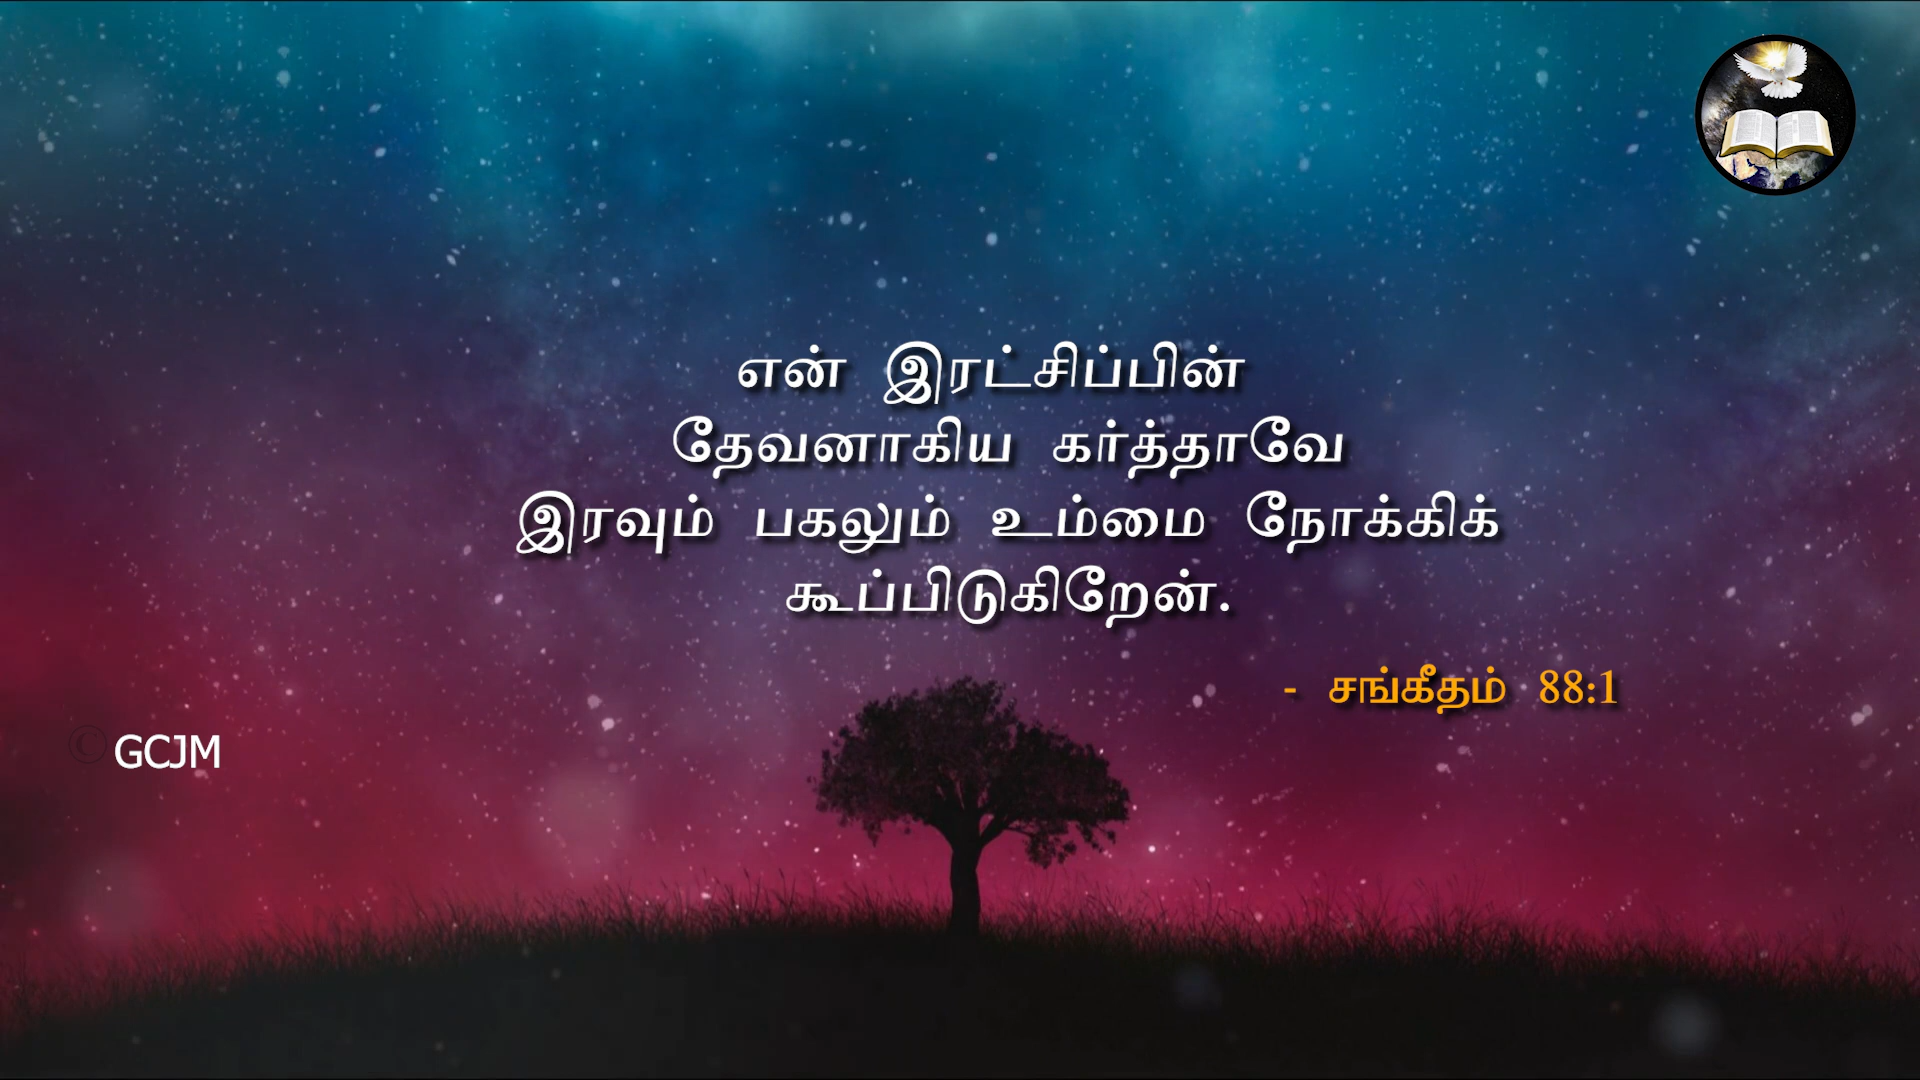 என் இரட்சிப்பின்
தேவனாகிய கர்த்தாவே
இரவும் பகலும் உம்மை நோக்கிக்
கூப்பிடுகிறேன்.
- சங்கீதம் 88:1
© GCJM